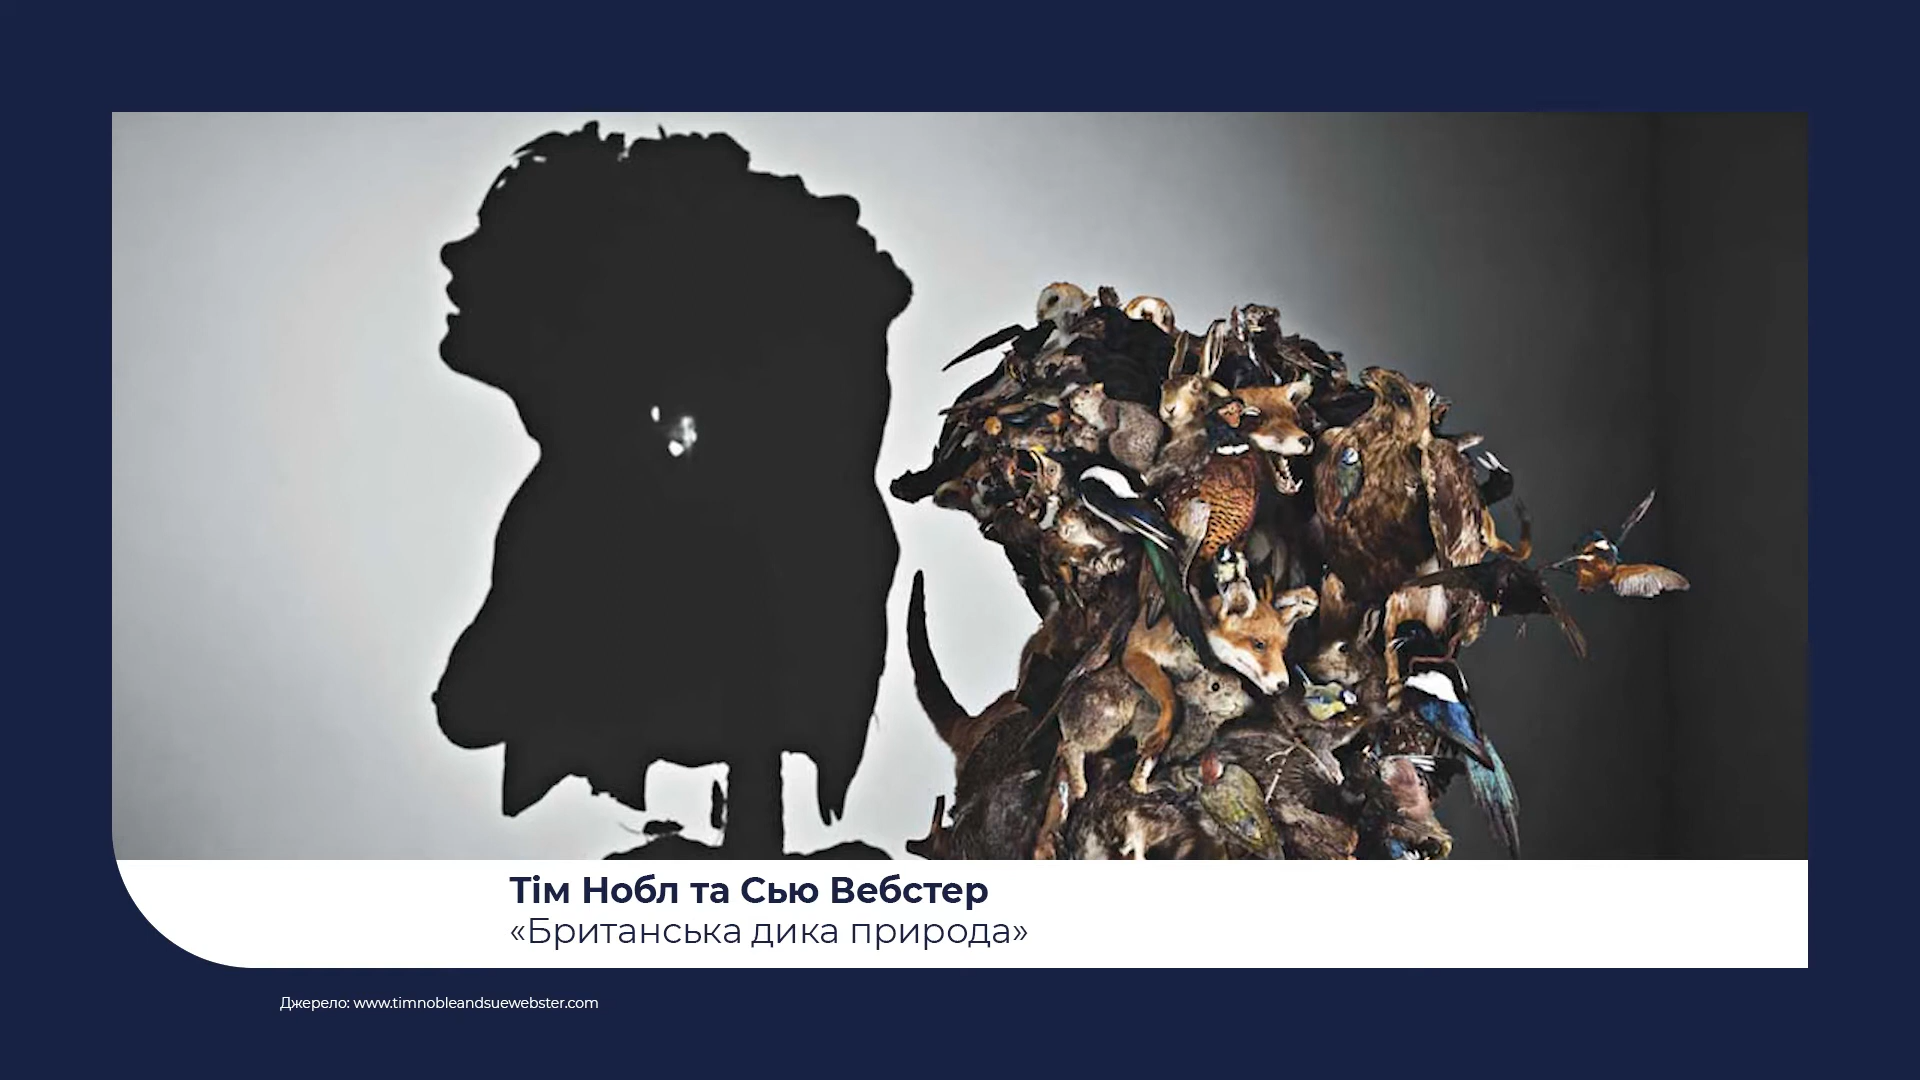 Тім Нобл та Сью Вебстер
«Британська дика природа»
Джерело: www.timnobleandsuewebster.com